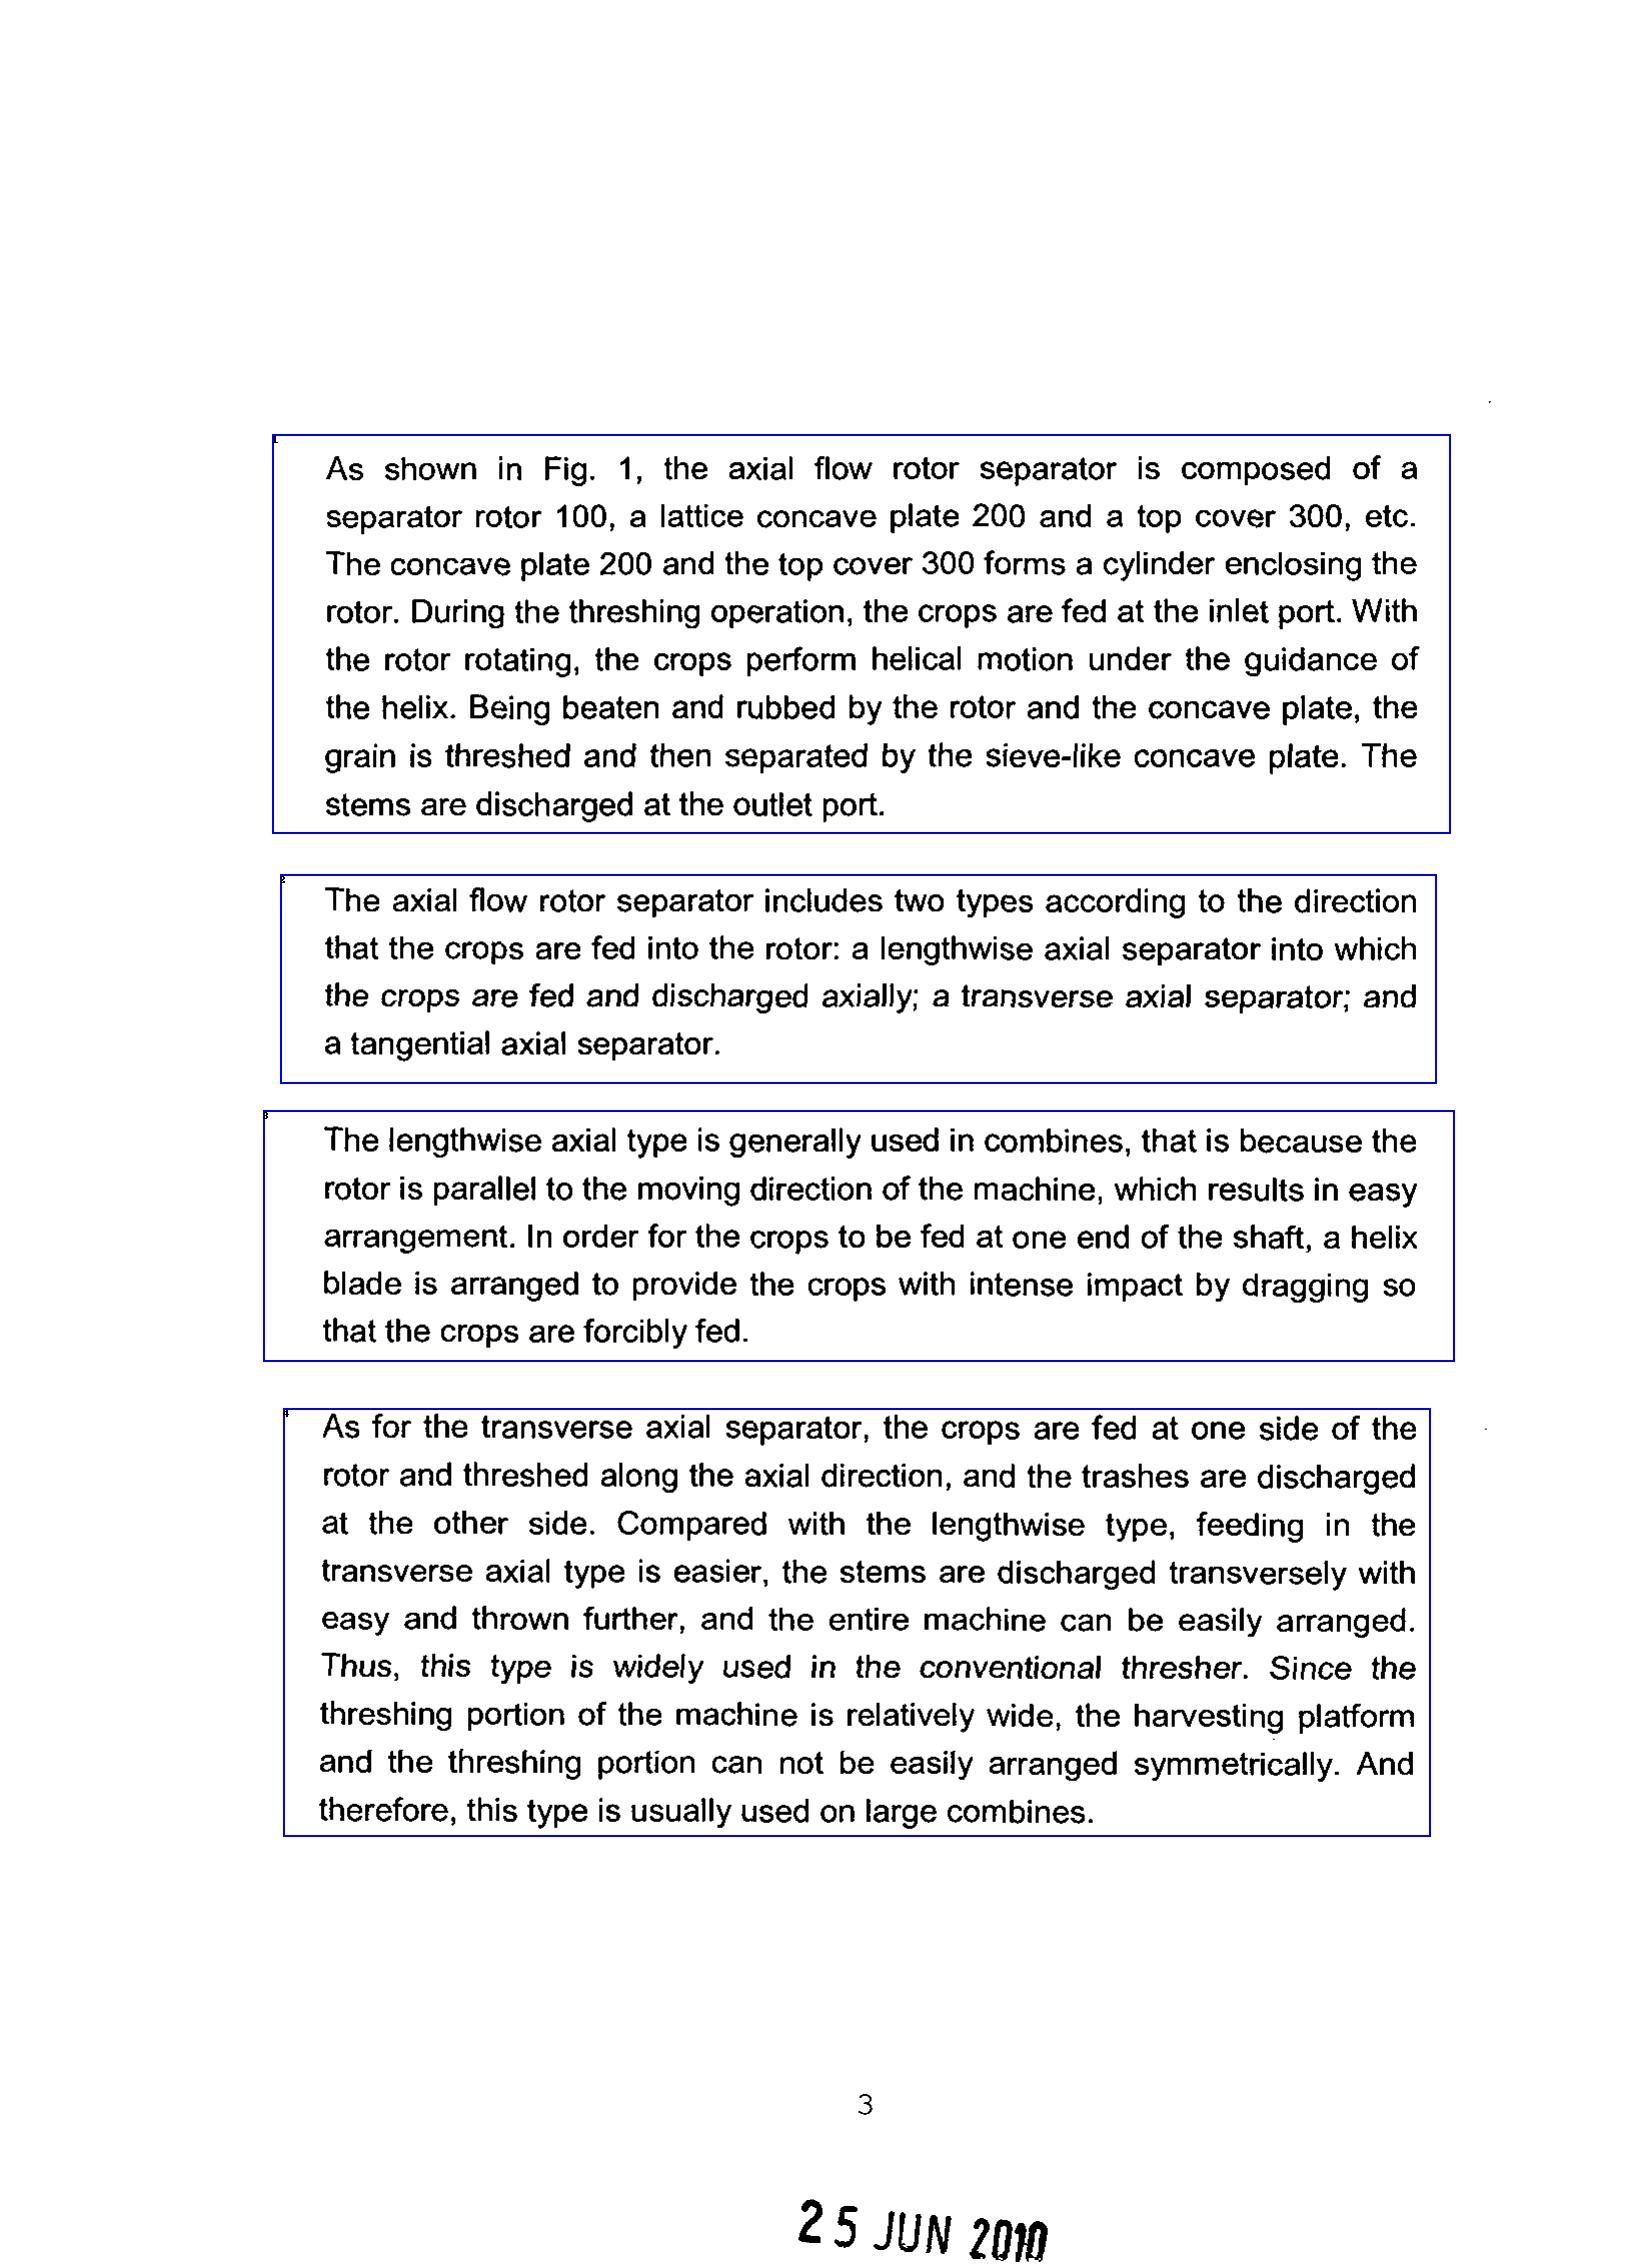 As shown in Fig. 1, the axial flow rotor separator is composed of a
separator rotor 100, a lattice concave plate 200 and a top cover 300, etc.
The concave plate 200 and the top cover 300 forms a cylinder enclosing the
rotor. During the threshing operation, the crops are fed at the inlet port. With
the rotor rotating, the crops perform helical motion under the guidance of
the helix. Being beaten and rubbed by the rotor and the concave plate, the
grain is threshed and then separated by the sieve-like concave plate. The
stems are discharged at the outlet port.
The axial flow rotor separator includes two types according to the direction
that the crops are fed into the rotor: a lengthwise axial separator into which
the crops are fed and discharged axially; a transverse axial separator; and
a tangential axial separator.
The lengthwise axial type is generally used in combines, that is because the
rotor is parallel to the moving direction of the machine, which results in easy
arrangement. In order for the crops to be fed at one end of the shaft, a helix
blade is arranged to provide the crops with intense impact by dragging so
that the crops are forcibly fed.
As for the transverse axial separator, the crops are fed at one side of the
rotor and threshed along the axial direction, and the trashes are discharged
at the other side. Compared with the lengthwise type, feeding in the
transverse axial type is easier, the stems are discharged transversely with
easy and thrown further, and the entire machine can be easily arranged.
Thus, this type is widely used in the conventional thresher. Since the
threshing portion of the machine is relatively wide, the harvesting platform
and the threshing portion can not be easily arranged symmetrically. And
therefore, this type is usually used on large combines.
3
25 JUN 2010